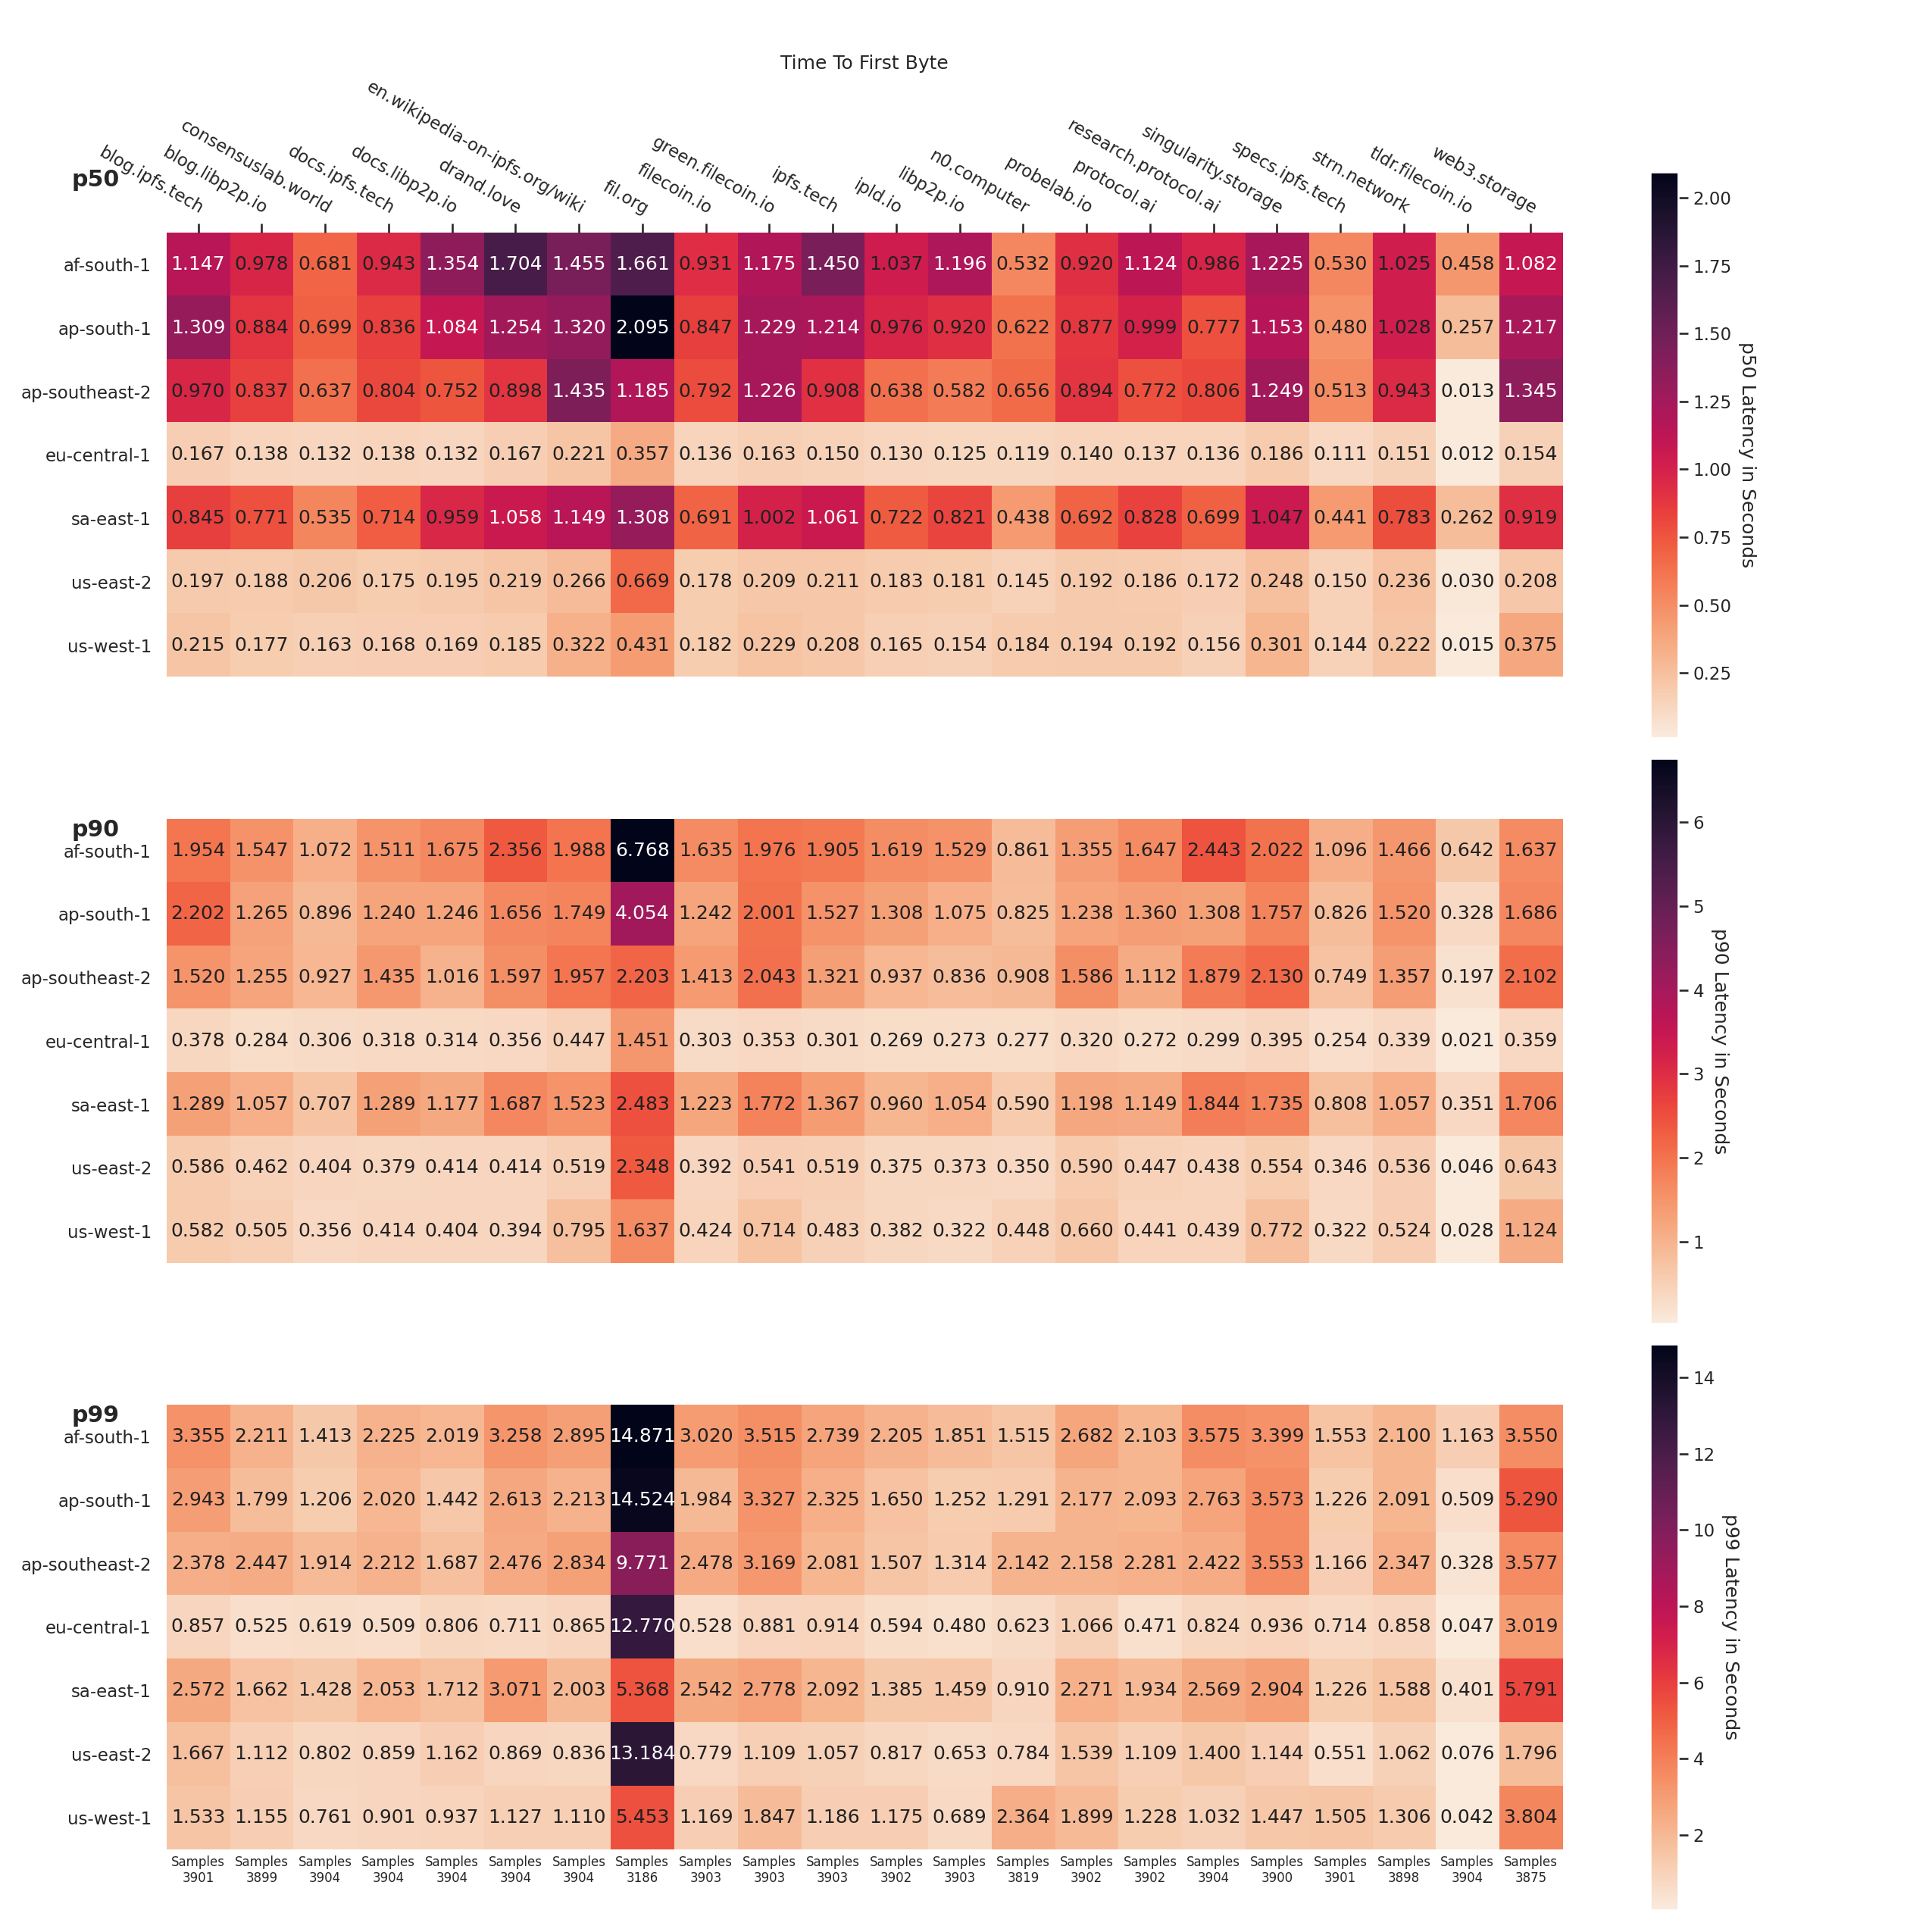 Time To First Byte
blog.ipfs.tech
blog.libp2p.io
consensuslab.world
docs.ipfs.tech
docs.libp2p.io
drand.love
en.wikipedia-on-ipfs.org/wiki
fil.org
filecoin.io
green.filecoin.io
ipfs.tech
ipld.io
libp2p.io
n0.computer
probelab.io
protocol.ai
research.protocol.ai
singularity.storage
specs.ipfs.tech
strn.network
tldr.filecoin.io
web3.storage
p50
af-south-1 1.147 0.978 0.681 0.943 1.354 1.704 1.455 1.661 0.931 1.175 1.450 1.037 1.196 0.532 0.920 1.124 0.986 1.225 0.530 1.025 0.458 1.082
ap-south-1 1.309 0.884 0.699 0.836 1.084 1.254 1.320 2.095 0.847 1.229 1.214 0.976 0.920 0.622 0.877 0.999 0.777 1.153 0.480 1.028 0.257 1.217
ap-southeast-2 0.970 0.837 0.637 0.804 0.752 0.898 1.435 1.185 0.792 1.226 0.908 0.638 0.582 0.656 0.894 0.772 0.806 1.249 0.513 0.943 0.013 1.345
eu-central-1 0.167 0.138 0.132 0.138 0.132 0.167 0.221 0.357 0.136 0.163 0.150 0.130 0.125 0.119 0.140 0.137 0.136 0.186 0.111 0.151 0.012 0.154
sa-east-1 0.845 0.771 0.535 0.714 0.959 1.058 1.149 1.308 0.691 1.002 1.061 0.722 0.821 0.438 0.692 0.828 0.699 1.047 0.441 0.783 0.262 0.919
us-east-2 0.197 0.188 0.206 0.175 0.195 0.219 0.266 0.669 0.178 0.209 0.211 0.183 0.181 0.145 0.192 0.186 0.172 0.248 0.150 0.236 0.030 0.208
us-west-1 0.215 0.177 0.163 0.168 0.169 0.185 0.322 0.431 0.182 0.229 0.208 0.165 0.154 0.184 0.194 0.192 0.156 0.301 0.144 0.222 0.015 0.375
2.00
1.75
1.50
1.25
1.00
0.75
0.50
0.25
p50 Latency in Seconds
p90
af-south-1 1.954 1.547 1.072 1.511 1.675 2.356 1.988 6.768 1.635 1.976 1.905 1.619 1.529 0.861 1.355 1.647 2.443 2.022 1.096 1.466 0.642 1.637
ap-south-1 2.202 1.265 0.896 1.240 1.246 1.656 1.749 4.054 1.242 2.001 1.527 1.308 1.075 0.825 1.238 1.360 1.308 1.757 0.826 1.520 0.328 1.686
ap-southeast-2 1.520 1.255 0.927 1.435 1.016 1.597 1.957 2.203 1.413 2.043 1.321 0.937 0.836 0.908 1.586 1.112 1.879 2.130 0.749 1.357 0.197 2.102
eu-central-1 0.378 0.284 0.306 0.318 0.314 0.356 0.447 1.451 0.303 0.353 0.301 0.269 0.273 0.277 0.320 0.272 0.299 0.395 0.254 0.339 0.021 0.359
sa-east-1 1.289 1.057 0.707 1.289 1.177 1.687 1.523 2.483 1.223 1.772 1.367 0.960 1.054 0.590 1.198 1.149 1.844 1.735 0.808 1.057 0.351 1.706
us-east-2 0.586 0.462 0.404 0.379 0.414 0.414 0.519 2.348 0.392 0.541 0.519 0.375 0.373 0.350 0.590 0.447 0.438 0.554 0.346 0.536 0.046 0.643
us-west-1 0.582 0.505 0.356 0.414 0.404 0.394 0.795 1.637 0.424 0.714 0.483 0.382 0.322 0.448 0.660 0.441 0.439 0.772 0.322 0.524 0.028 1.124
6
5
4
3
2
1
p90 Latency in Seconds
p99
af-south-1 3.355 2.211 1.413 2.225 2.019 3.258 2.895 14.871 3.020 3.515 2.739 2.205 1.851 1.515 2.682 2.103 3.575 3.399 1.553 2.100 1.163 3.550
ap-south-1 2.943 1.799 1.206 2.020 1.442 2.613 2.213 14.524 1.984 3.327 2.325 1.650 1.252 1.291 2.177 2.093 2.763 3.573 1.226 2.091 0.509 5.290
ap-southeast-2 2.378 2.447 1.914 2.212 1.687 2.476 2.834 9.771 2.478 3.169 2.081 1.507 1.314 2.142 2.158 2.281 2.422 3.553 1.166 2.347 0.328 3.577
eu-central-1 0.857 0.525 0.619 0.509 0.806 0.711 0.865 12.770 0.528 0.881 0.914 0.594 0.480 0.623 1.066 0.471 0.824 0.936 0.714 0.858 0.047 3.019
sa-east-1 2.572 1.662 1.428 2.053 1.712 3.071 2.003 5.368 2.542 2.778 2.092 1.385 1.459 0.910 2.271 1.934 2.569 2.904 1.226 1.588 0.401 5.791
us-east-2 1.667 1.112 0.802 0.859 1.162 0.869 0.836 13.184 0.779 1.109 1.057 0.817 0.653 0.784 1.539 1.109 1.400 1.144 0.551 1.062 0.076 1.796
us-west-1 1.533 1.155 0.761 0.901 0.937 1.127 1.110 5.453 1.169 1.847 1.186 1.175 0.689 2.364 1.899 1.228 1.032 1.447 1.505 1.306 0.042 3.804
Samples Samples Samples Samples Samples Samples Samples Samples Samples Samples Samples Samples Samples Samples Samples Samples Samples Samples Samples Samples Samples Samples
3901 3899 3904 3904 3904 3904 3904 3186 3903 3903 3903 3902 3903 3819 3902 3902 3904 3900 3901 3898 3904 3875
14
12
10
8
6
4
2
p99 Latency in Seconds